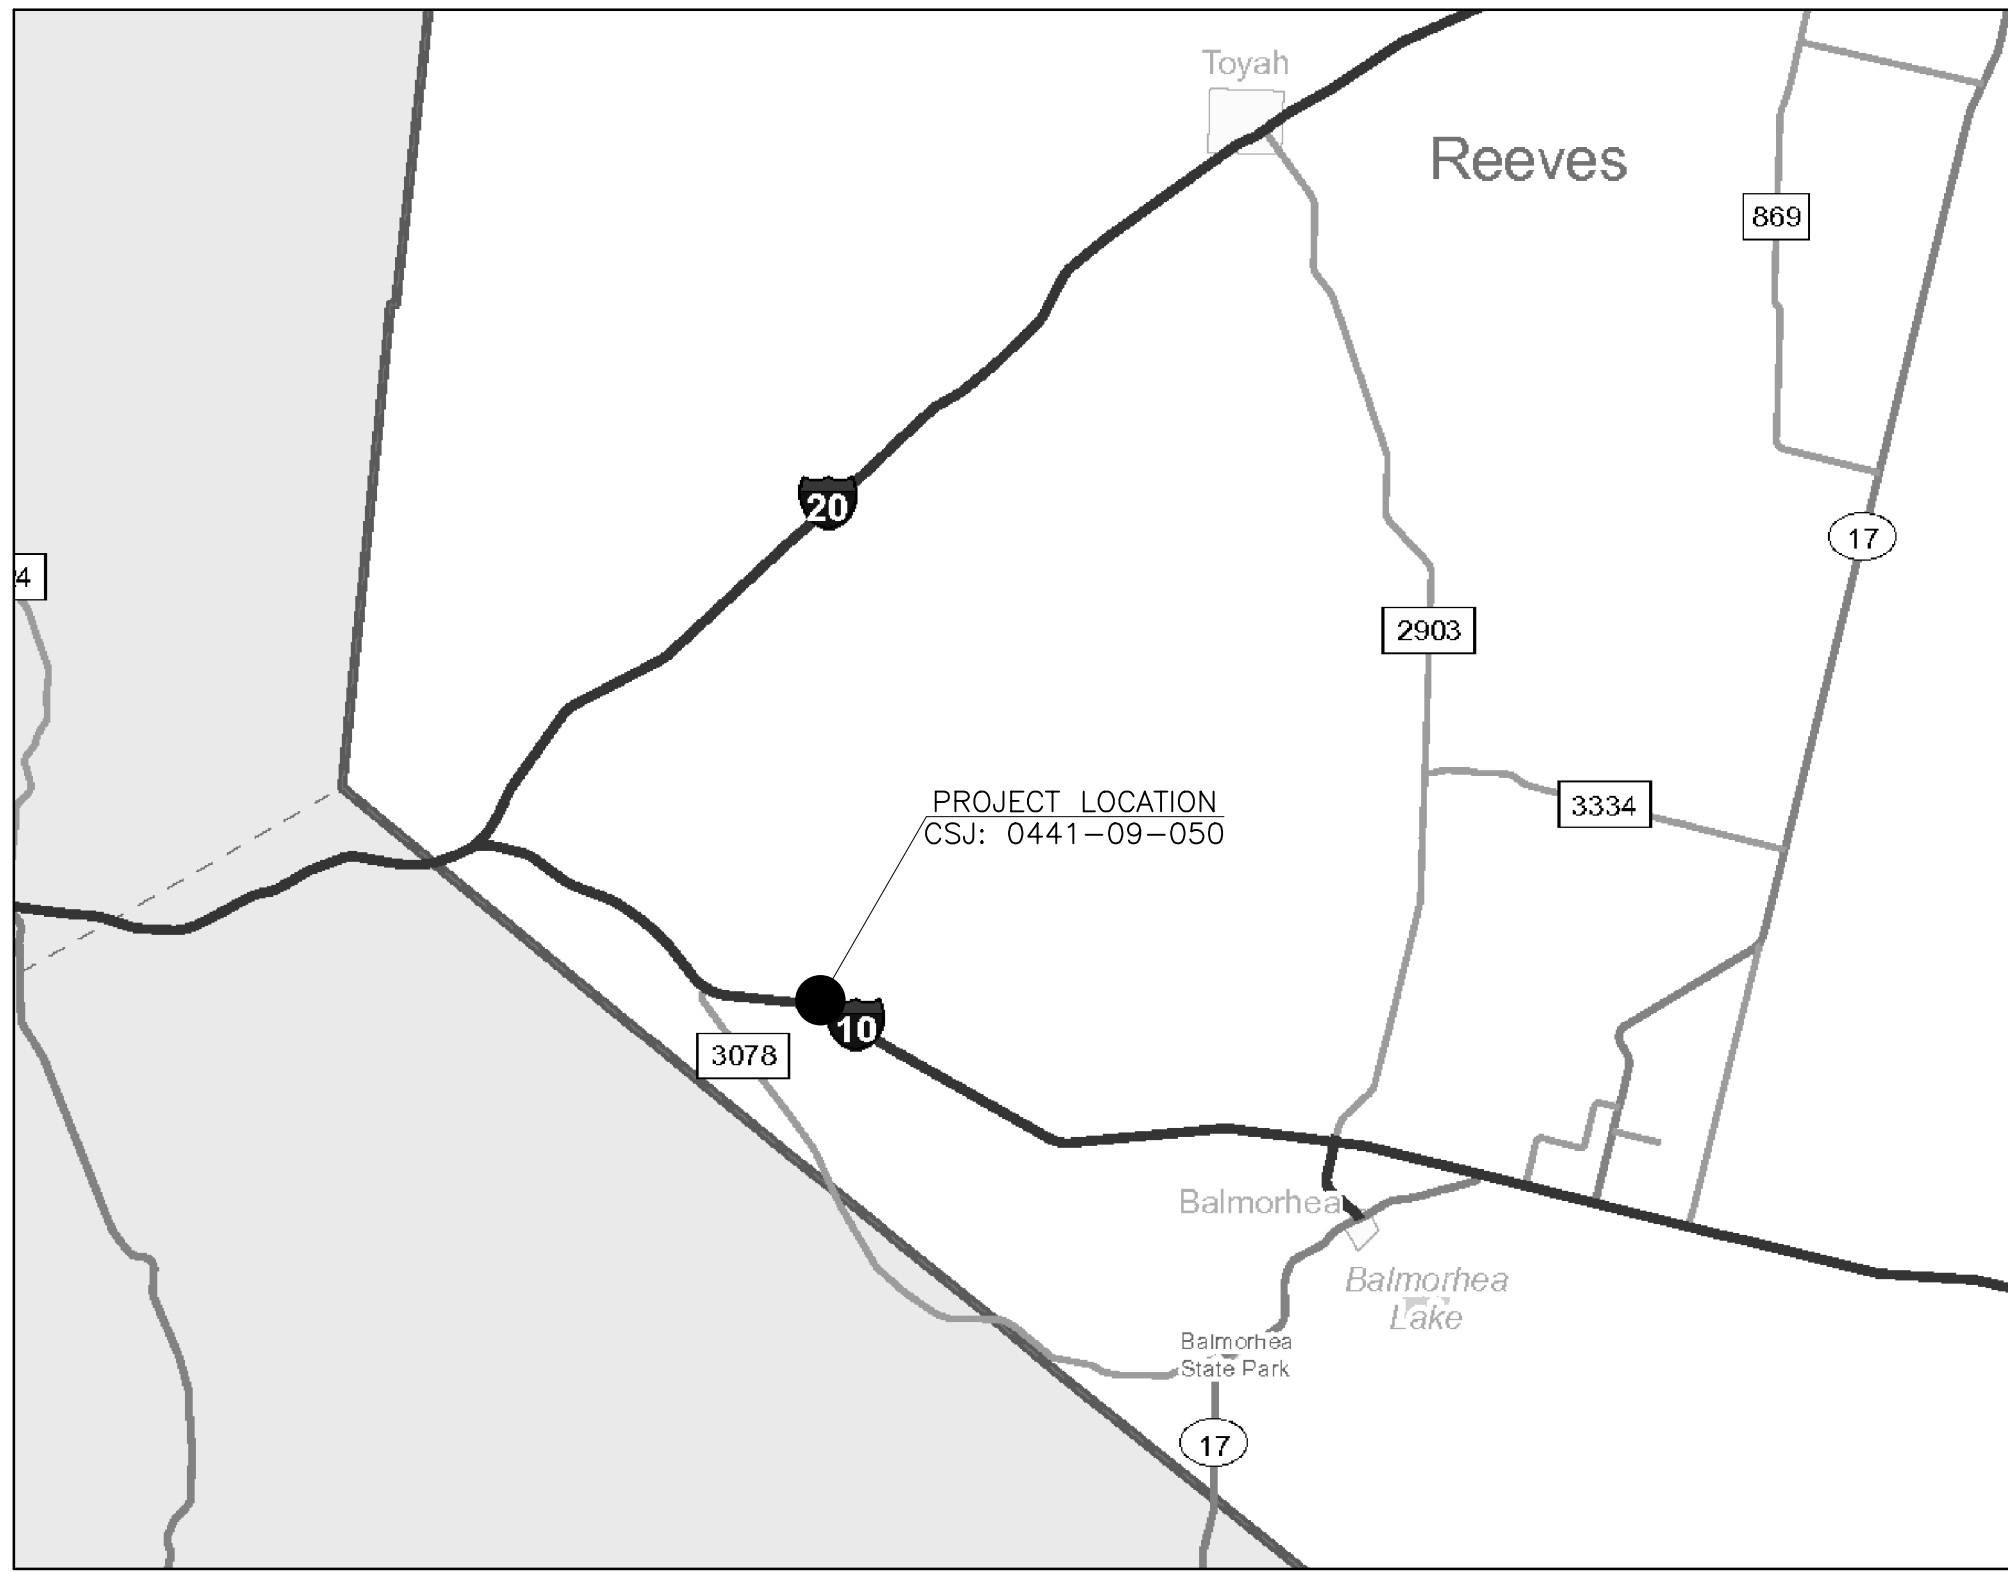 Toyah
Reeves
869
20
17
4
2903
PROJECT LOCATION
CSJ: 0441-09-050
3334
10
3078
Balmorhea
Balmorhea
Lake
Balmorhea
State Park
17